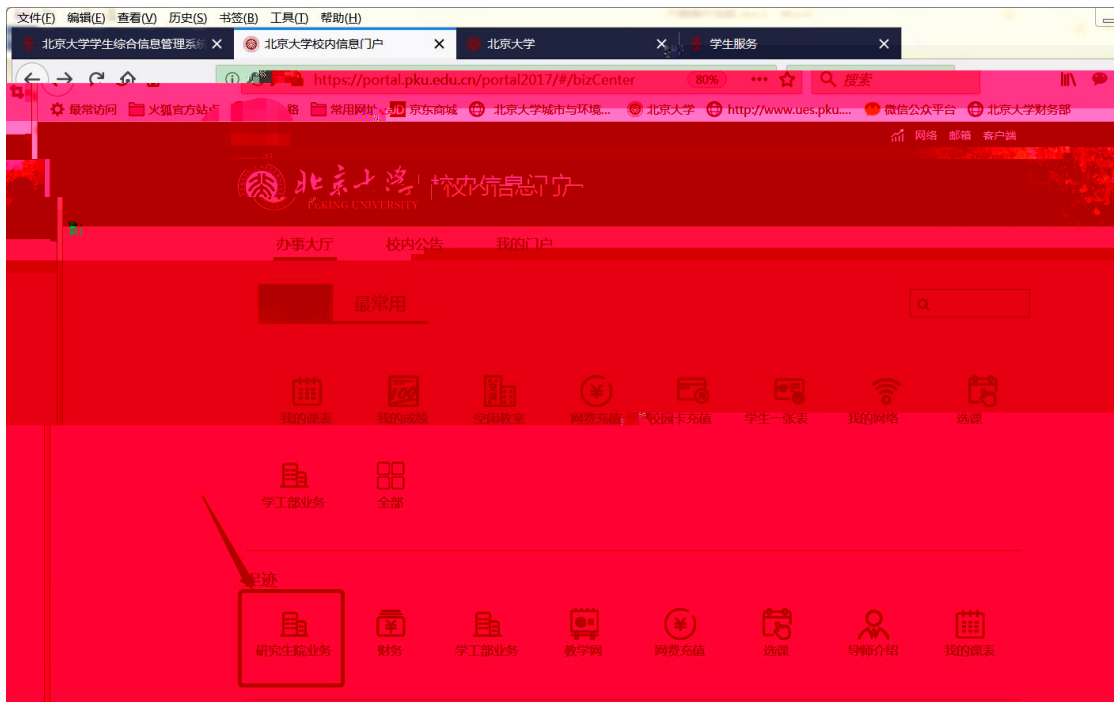 文件(F) 编辑(E) 查看(V) 历史(S) 书签(B) 工具(T) 帮助(H)
北京大学学生综合信息管理系统 北京大学校内信息门户 北京大学 学生服务
https://portal.pku.edu.cn/portal2017/#/bizCenter 80% 搜索
最常访问 火狐官方站点 常用网址 京东商城 北京大学城市与环境... 北京大学 http://www.ues.pku.... 微信公众平台 北京大学财务部
网络 邮箱 客户端
北京大学 校内信息门户
PEKING UNIVERSITY
办事大厅 校内公告 我的门户
最常用
我的课表 我的成绩 空闲教室 网费充值 校园卡充值 学生一张表 我的网络 选课
学工部业务 全部
足迹
研究生院业务 财务 学工部业务 教学网 网费充值 选课 导师介绍 我的课表